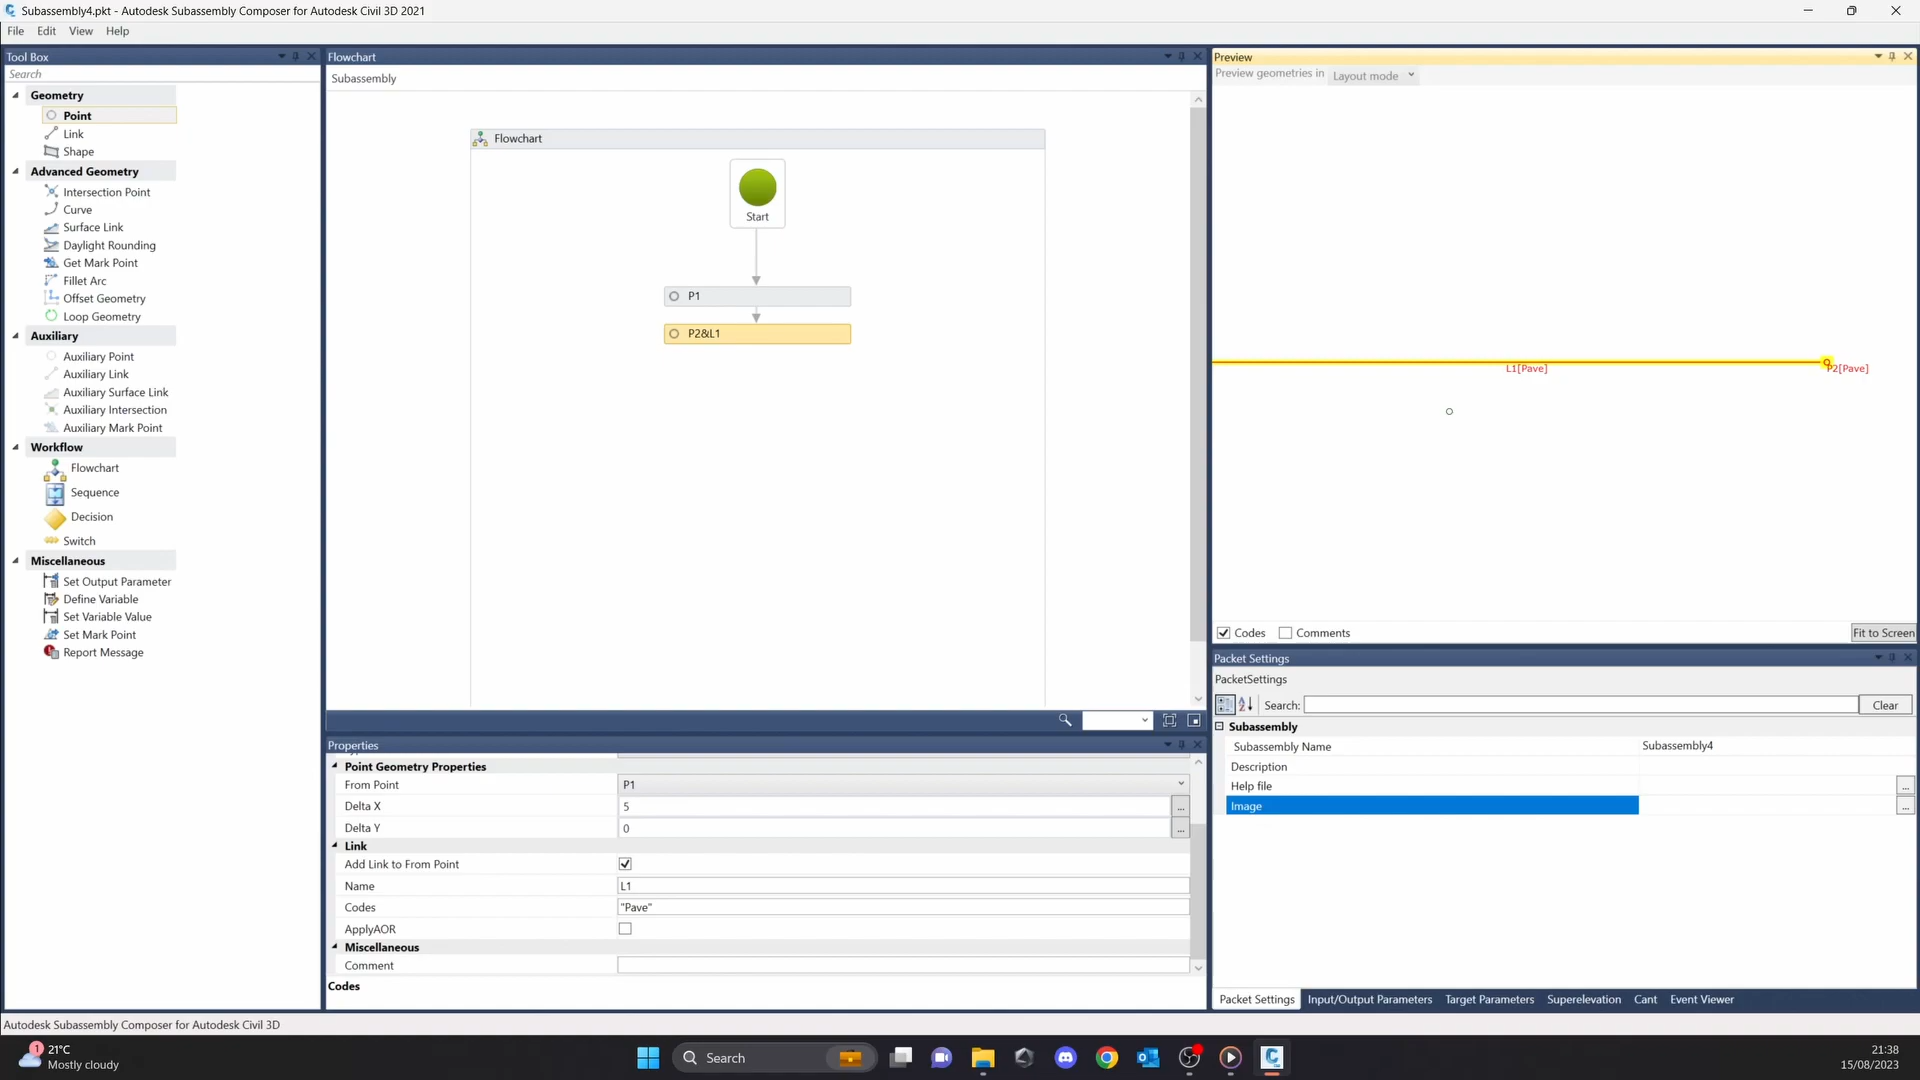 Subassembly4.pkt - Autodesk Subassembly Composer for Autodesk Civil 3D 2021
File Edit View Help
Tool Box
Search
Geometry
Point
Link
Shape
Advanced Geometry
Intersection Point
Curve
Surface Link
Daylight Rounding
Get Mark Point
Fillet Arc
Offset Geometry
Loop Geometry
Auxiliary
Auxiliary Point
Auxiliary Link
Auxiliary Surface Link
Auxiliary Intersection
Auxiliary Mark Point
Workflow
Flowchart
Sequence
Decision
Switch
Miscellaneous
Set Output Parameter
Define Variable
Set Variable Value
Set Mark Point
Report Message
Flowchart
Subassembly
Flowchart
Start
P1
P2&L1
Properties
Point Geometry Properties
From Point P1
Delta X 5 ...
Delta Y 0 ...
Link
Add Link to From Point
Name L1
Codes "Pave"
ApplyAOR
Miscellaneous
Comment
Codes
Preview
Preview geometries in Layout mode
L1[Pave] P2[Pave]
Codes Comments Fit to Screen
Packet Settings
PacketSettings
Search: Clear
Subassembly
Subassembly Name Subassembly4
Description
Help file ...
Image ...
Packet Settings Input/Output Parameters Target Parameters Superelevation Cant Event Viewer
Autodesk Subassembly Composer for Autodesk Civil 3D
1 21°C
Mostly cloudy
Search
21:38
15/08/2023